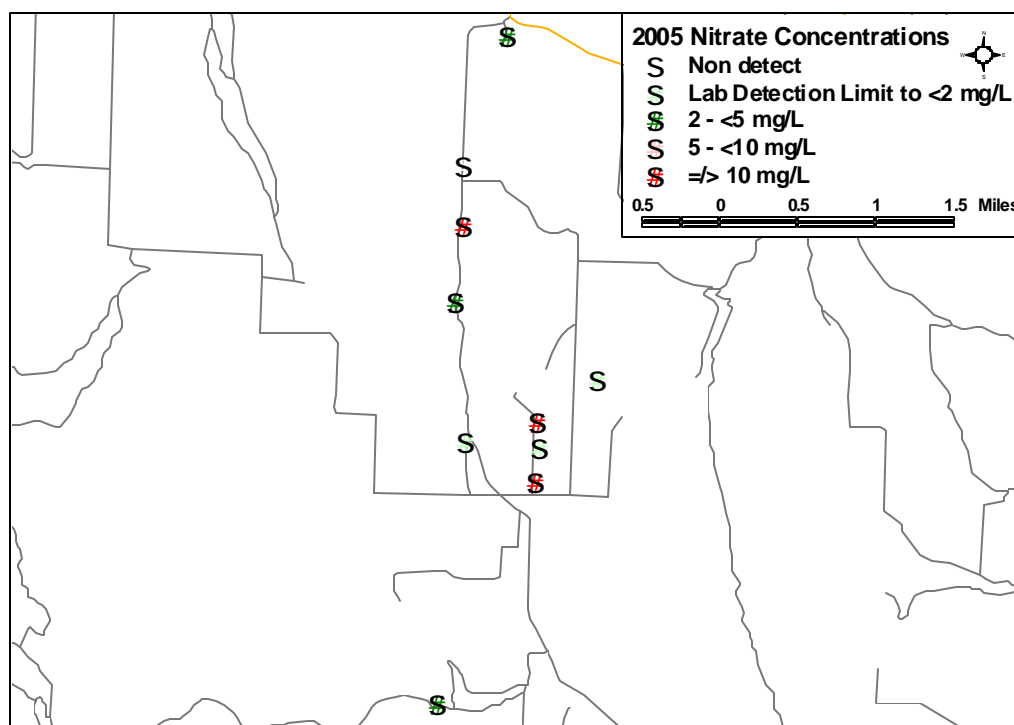 2005 Nitrate Concentrations
N
W E
S
S Non detect
S Lab Detection Limit to <2 mg/L
S 2 - <5 mg/L
S 5 - <10 mg/L
S =/> 10 mg/L
0.5 0 0.5 1 1.5 Miles
S
S
S
S
S
S
S
S
S
S